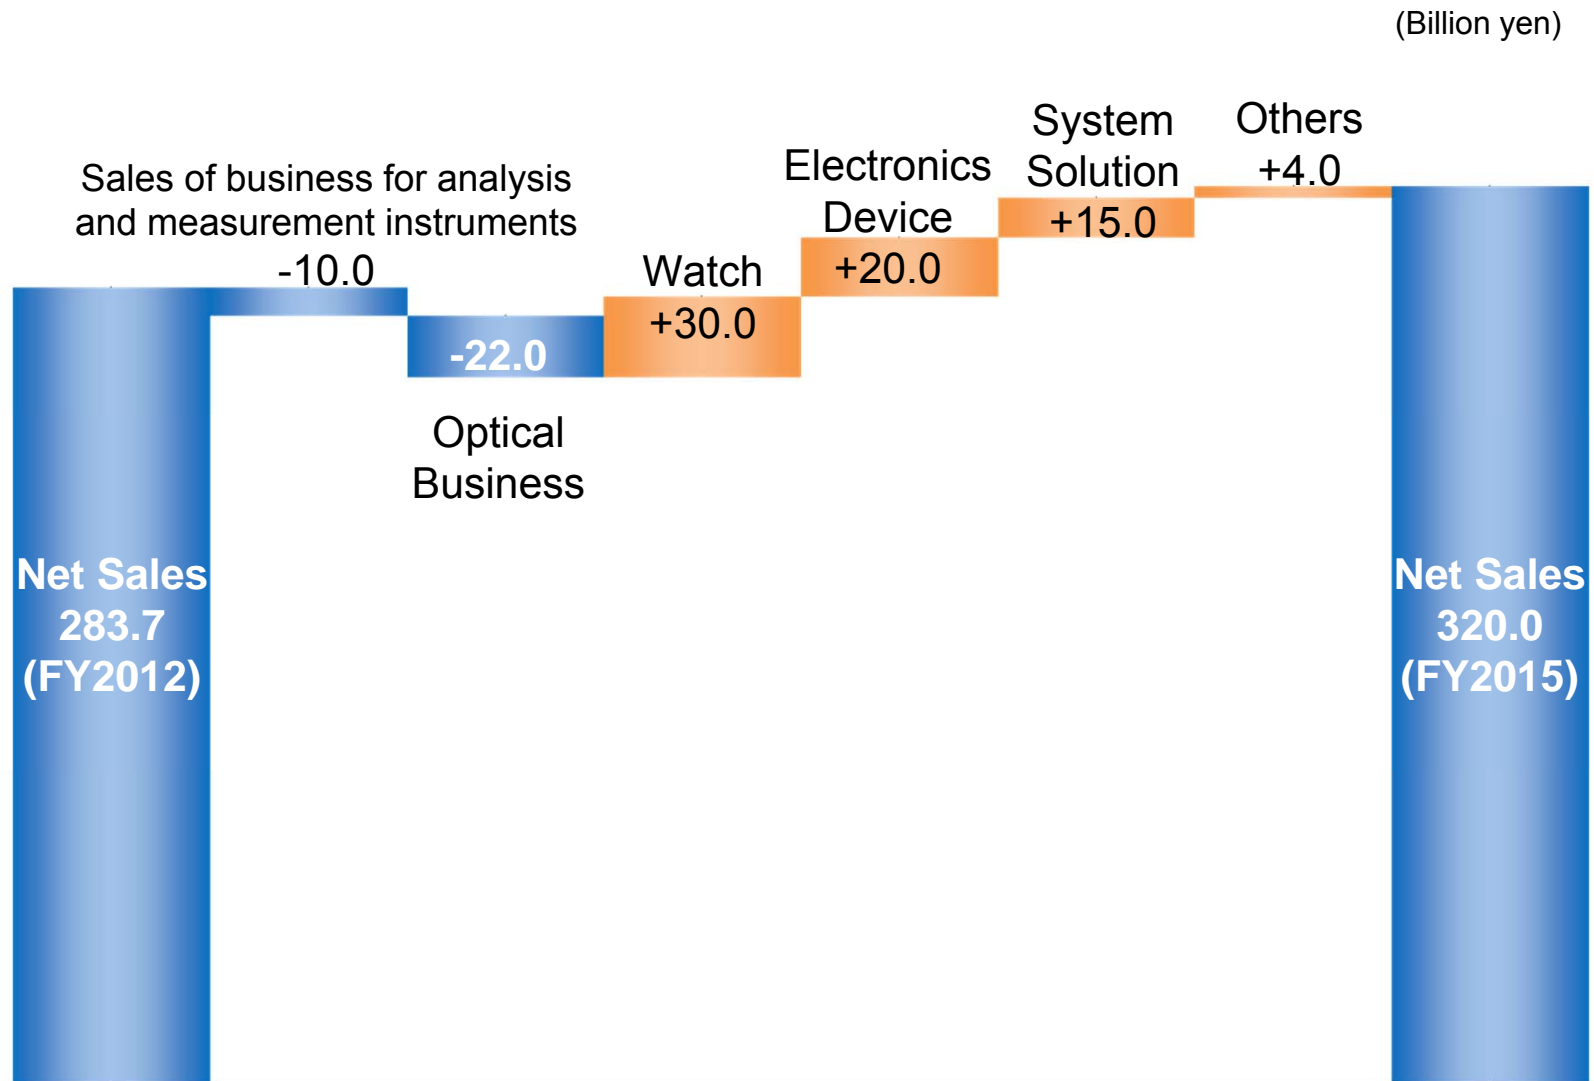 (Billion yen)
Sales of business for analysis
and measurement instruments
-10.0
-22.0
Optical
Business
Watch
+30.0
Electronics
Device
+20.0
System
Solution
+15.0
Others
+4.0
Net Sales
283.7
(FY2012)
Net Sales
320.0
(FY2015)